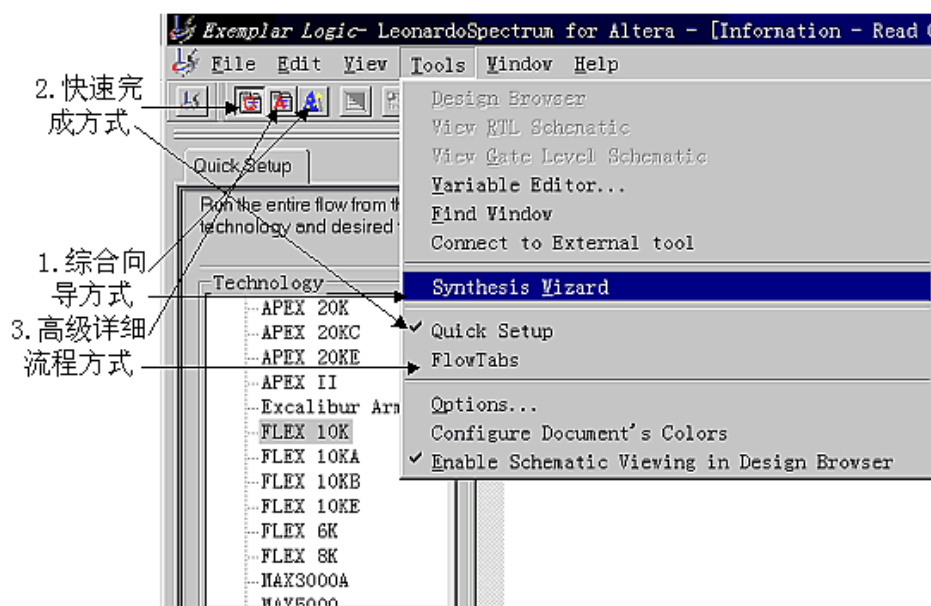 Exemplar Logic- LeonardoSpectrum for Altera - [Information - Read
File Edit View Tools Window Help
2.快速完
成方式
Design Browser
View RTL Schematic
View Gate Level Schematic
Variable Editor...
Find Window
Connect to External tool
Synthesis Wizard
Quick Setup
FlowTabs
Options...
Configure Document's Colors
Enable Schematic Viewing in Design Browser
Quick Setup
Run the entire flow from
technology and desired
1.综合向
导方式
3.高级详细
流程方式
Technology
APEX 20K
APEX 20KC
APEX 20KE
APEX II
Excalibur Arm
FLEX 10K
FLEX 10KA
FLEX 10KB
FLEX 10KE
FLEX 6K
FLEX 8K
MAX3000A
MAX5000